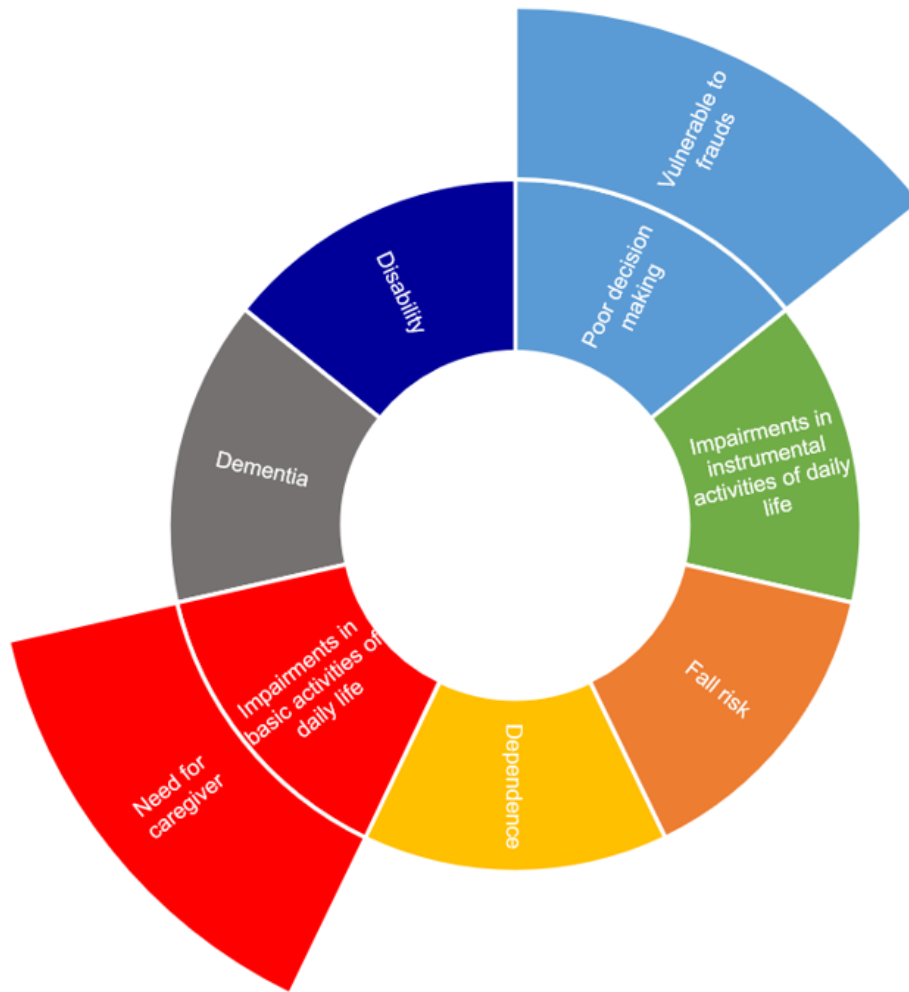 Vulnerable to
frauds
Poor decision
making
Impairments in
instrumental
activities of daily
life
Fall risk
Dependence
Impairments in
basic activities of
daily life
Need for
caregiver
Dementia
Disability